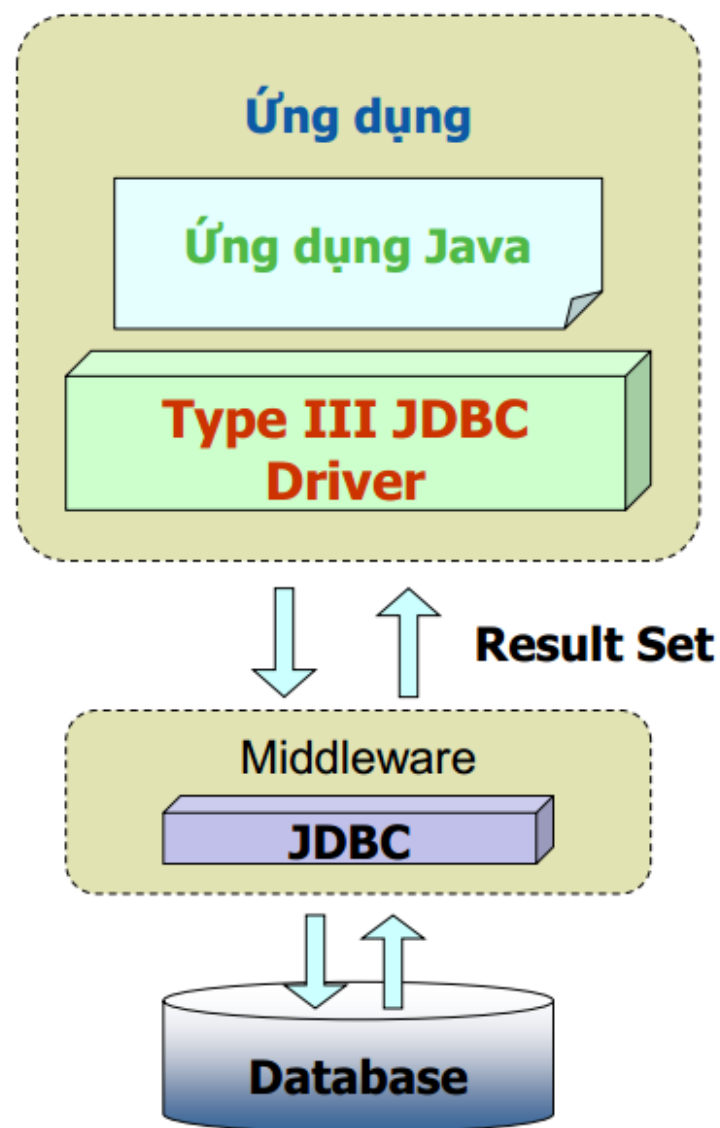 Ứng dụng
Ứng dụng Java
Type III JDBC
Driver
Result Set
Middleware
JDBC
Database